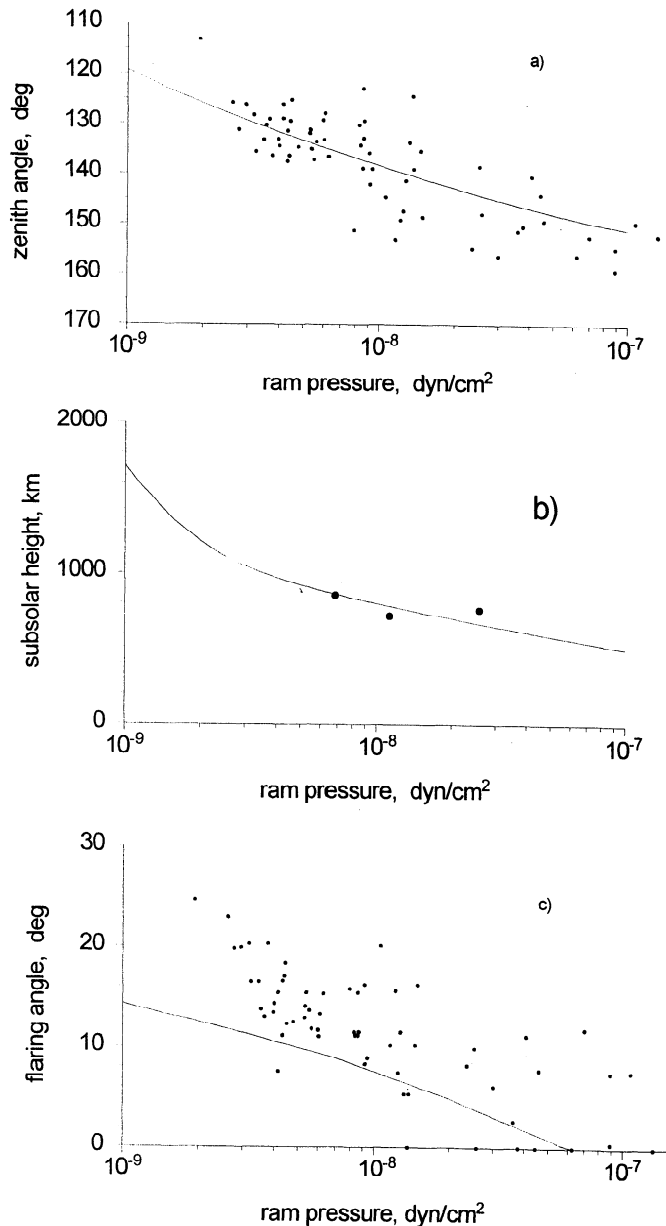 110
120
130
140
150
160
170
zenith angle, deg
a)
10⁻⁹ 10⁻⁸ 10⁻⁷
ram pressure, dyn/cm²
2000
1000
0
subsolar height, km
b)
10⁻⁹ 10⁻⁸ 10⁻⁷
ram pressure, dyn/cm²
30
20
10
0
flaring angle, deg
c)
10⁻⁹ 10⁻⁸ 10⁻⁷
ram pressure, dyn/cm²